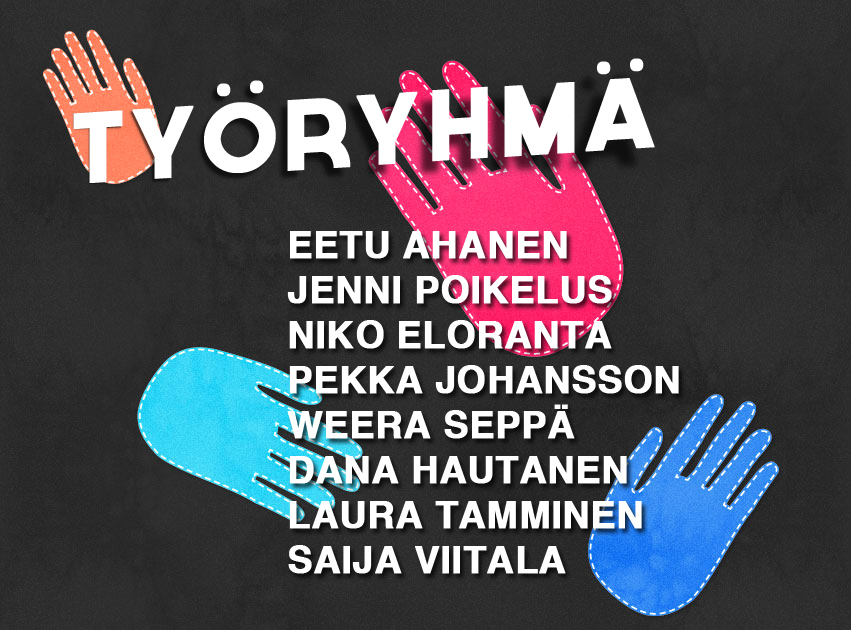 TYÖRYHMÄ
EETU AHANEN
JENNI POIKELUS
NIKO ELORANTA
PEKKA JOHANSSON
WEERA SEPPÄ
DANA HAUTANEN
LAURA TAMMINEN
SAIJA VIITALA